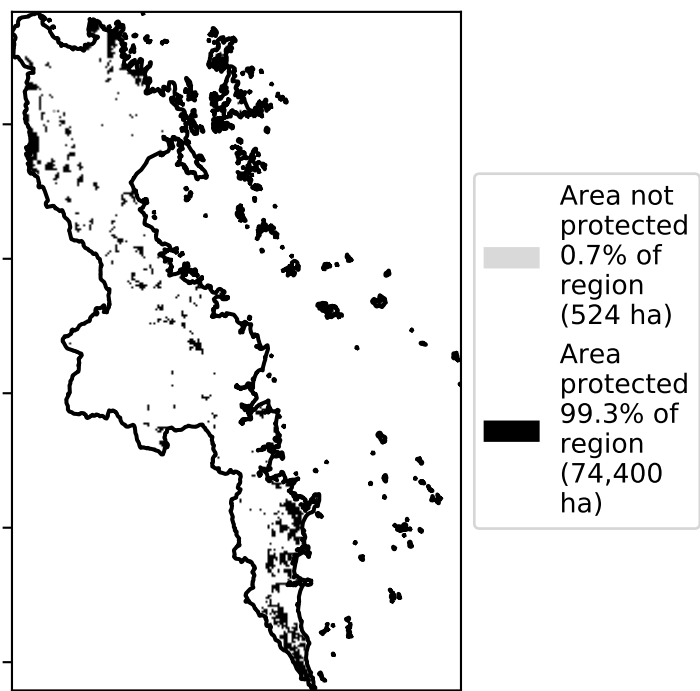 Area not
protected
0.7% of
region
(524 ha)
Area
protected
99.3% of
region
(74,400
ha)